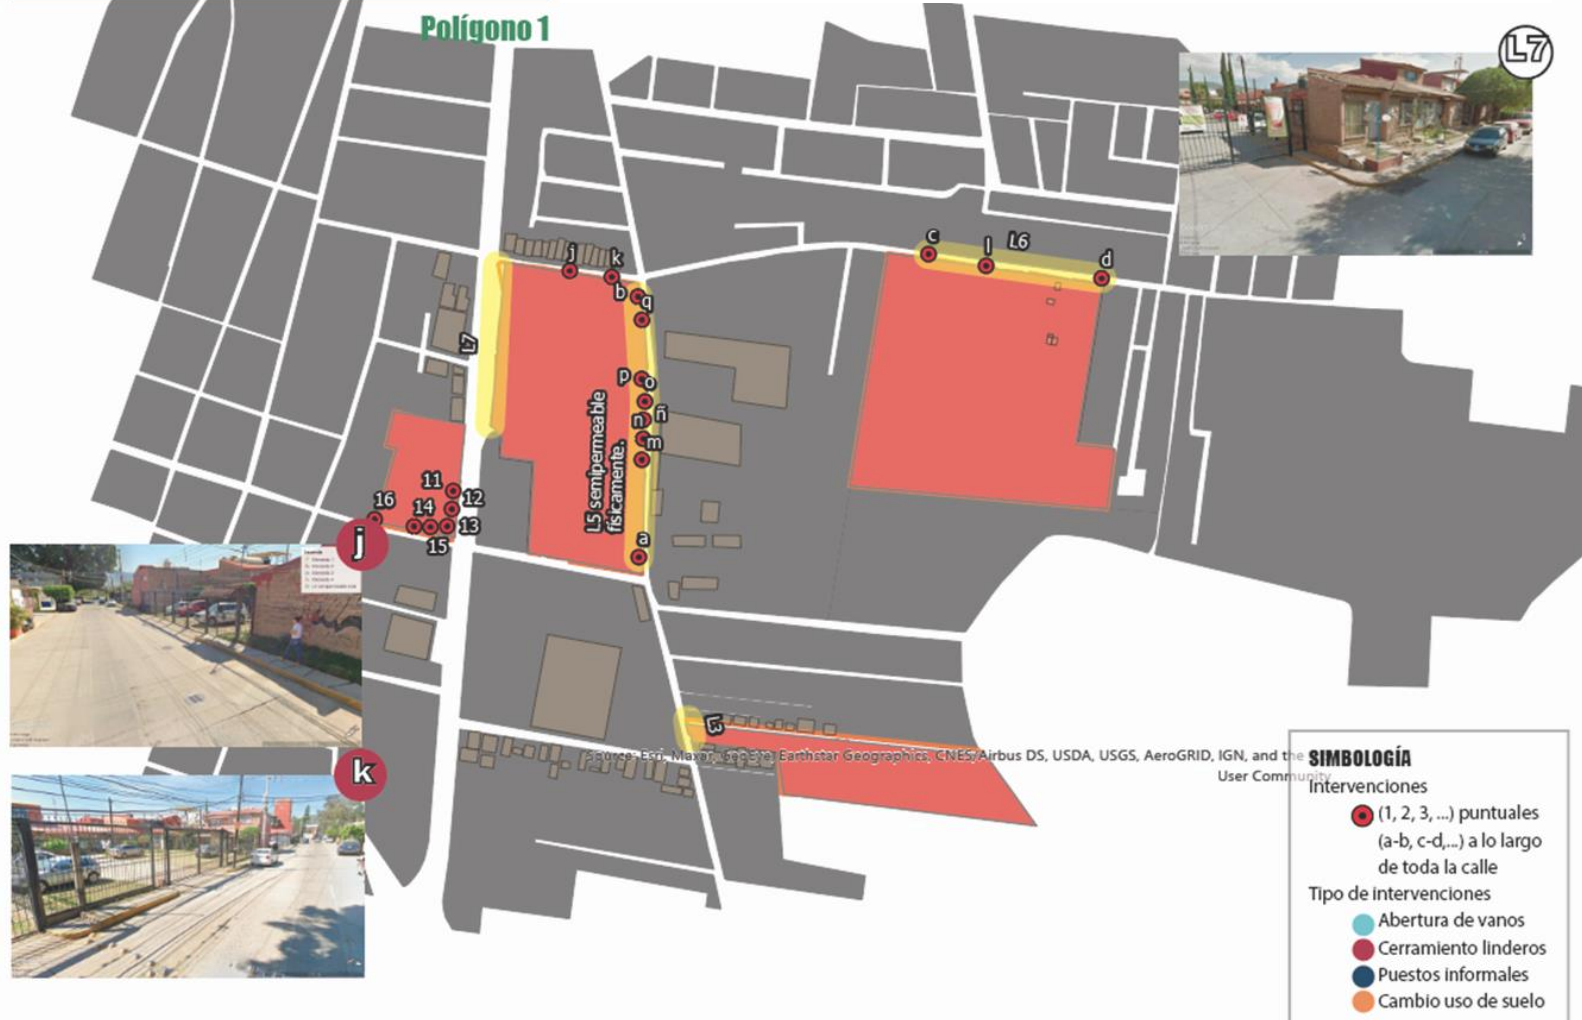 Polígono 1
L7
c
l
L6
d
j
k
b
q
L7
p
o
n
ñ
m
L5 semipermeable
físicamente.
11
12
16
14
13
15
a
j
k
L3
Source: Esri, Maxar, GeoEye, Earthstar Geographics, CNES/Airbus DS, USDA, USGS, AeroGRID, IGN, and the
User Community
SIMBOLOGÍA
Intervenciones
(1, 2, 3, ...) puntuales
(a-b, c-d,...) a lo largo
de toda la calle
Tipo de intervenciones
Abertura de vanos
Cerramiento linderos
Puestos informales
Cambio uso de suelo